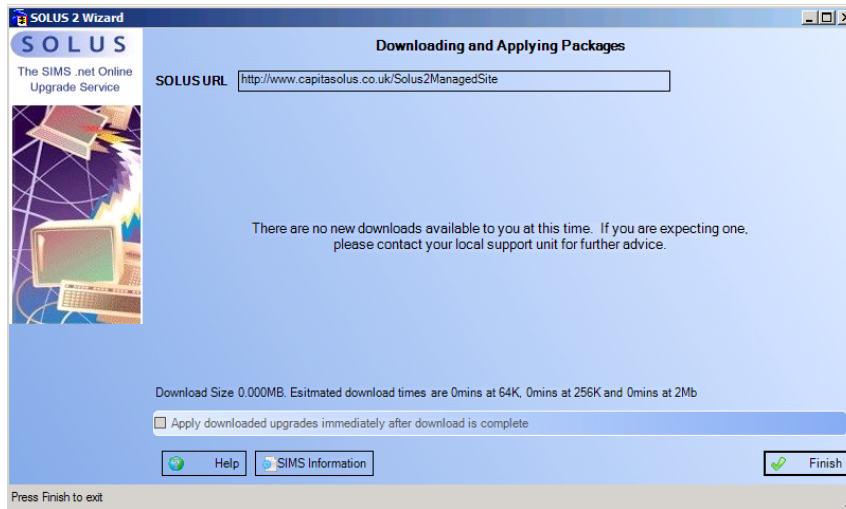 SOLUS 2 Wizard
SOLUS
The SIMS .net Online
Upgrade Service
Downloading and Applying Packages
SOLUS URL http://www.capitasolus.co.uk/Solus2ManagedSite
There are no new downloads available to you at this time. If you are expecting one,
please contact your local support unit for further advice.
Download Size 0.000MB. Esitmated download times are 0mins at 64K, 0mins at 256K and 0mins at 2Mb
Apply downloaded upgrades immediately after download is complete
Help SIMS Information Finish
Press Finish to exit